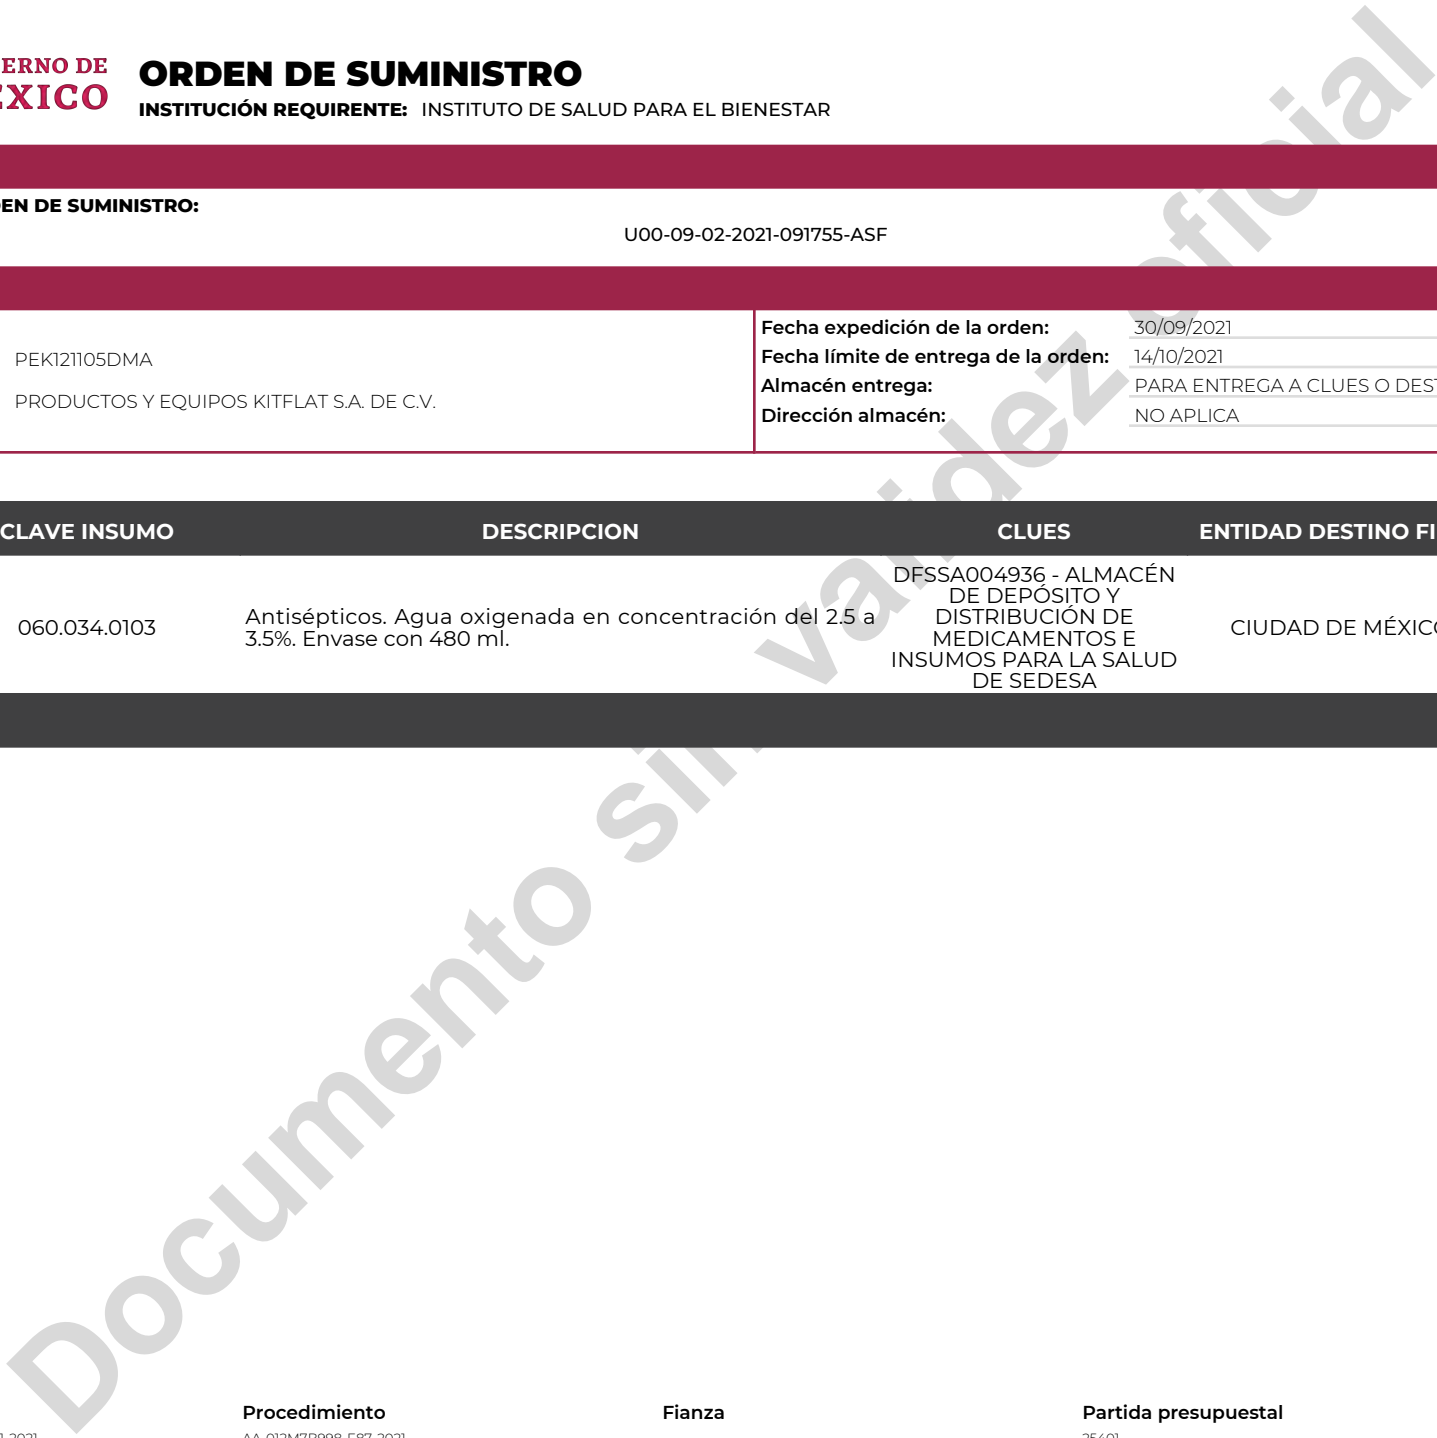 ERNO DE
ÉXICO
ORDEN DE SUMINISTRO
INSTITUCIÓN REQUIRENTE: INSTITUTO DE SALUD PARA EL BIENESTAR
EN DE SUMINISTRO:
U00-09-02-2021-091755-ASF
PEK121105DMA
PRODUCTOS Y EQUIPOS KITFLAT S.A. DE C.V.
Fecha expedición de la orden: 30/09/2021
Fecha límite de entrega de la orden: 14/10/2021
Almacén entrega: PARA ENTREGA A CLUES O DEST
Dirección almacén: NO APLICA
CLAVE INSUMO DESCRIPCION CLUES ENTIDAD DESTINO FI
060.034.0103
Antisépticos. Agua oxigenada en concentración del 2.5 a
3.5%. Envase con 480 ml.
DFSSA004936 - ALMACÉN
DE DEPÓSITO Y
DISTRIBUCIÓN DE
MEDICAMENTOS E
INSUMOS PARA LA SALUD
DE SEDESA
CIUDAD DE MÉXICO
Documento sin validez oficial
Procedimiento Fianza Partida presupuestal